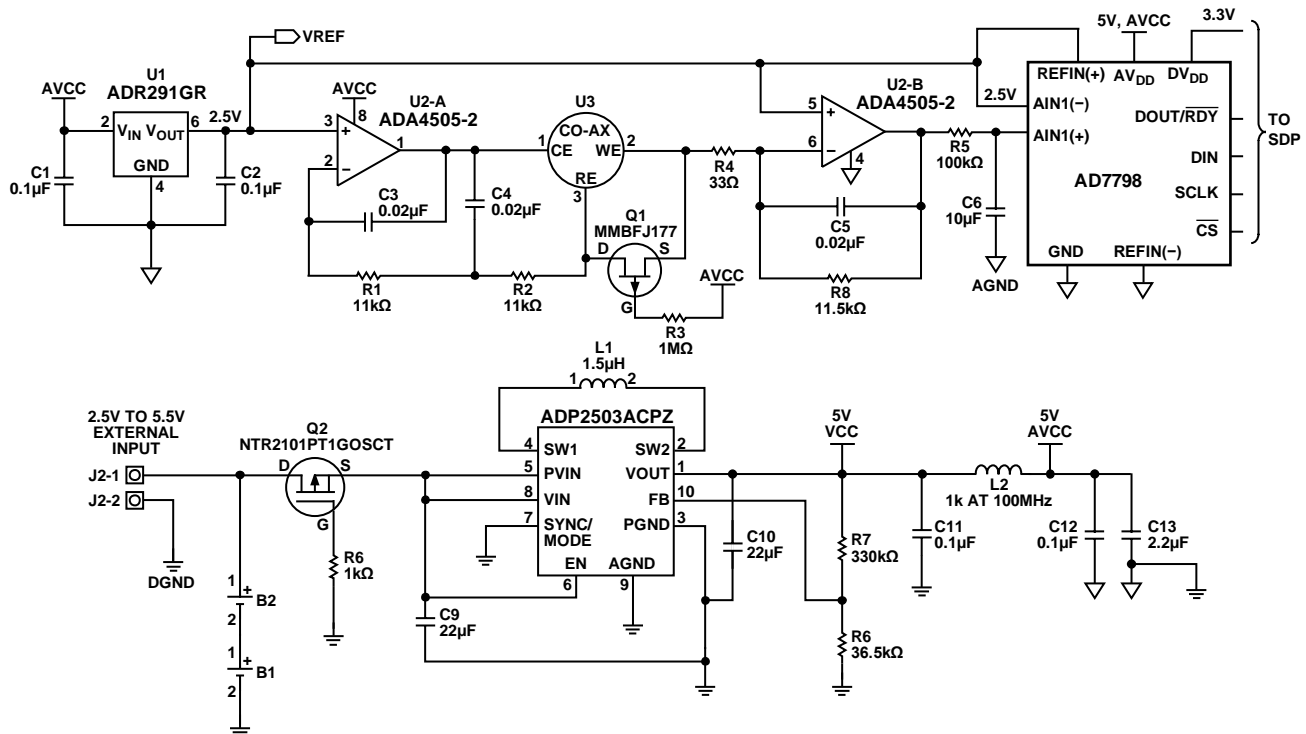 VREF
U1
ADR291GR
AVCC
2
V_IN V_OUT
6
2.5V
GND
4
C1
0.1µF
C2
0.1µF
AVCC
8
U2-A
ADA4505-2
3
+
2
−
1
C3
0.02µF
C4
0.02µF
R1
11kΩ
R2
11kΩ
U3
CO-AX
1
CE
WE
2
RE
3
Q1
MMBFJ177
D
S
G
AVCC
R3
1MΩ
R4
33Ω
U2-B
ADA4505-2
5
+
6
−
4
C5
0.02µF
R8
11.5kΩ
R5
100kΩ
C6
10µF
AGND
2.5V
5V, AVCC
3.3V
REFIN(+)
AV_DD
DV_DD
AIN1(−)
AIN1(+)
DOUT/RDY
DIN
AD7798
SCLK
CS
GND
REFIN(−)
TO
SDP
L1
1.5µH
1
2
ADP2503ACPZ
4
SW1
SW2
2
5
PVIN
VOUT
1
8
VIN
FB
10
7
SYNC/
MODE
PGND
3
EN
AGND
6
9
2.5V TO 5.5V
EXTERNAL
INPUT
J2-1
J2-2
DGND
Q2
NTR2101PT1GOSCT
D
S
G
R6
1kΩ
1
+
B2
2
1
+
B1
2
C9
22µF
C10
22µF
5V
VCC
R7
330kΩ
R6
36.5kΩ
C11
0.1µF
L2
1k AT 100MHz
5V
AVCC
C12
0.1µF
C13
2.2µF